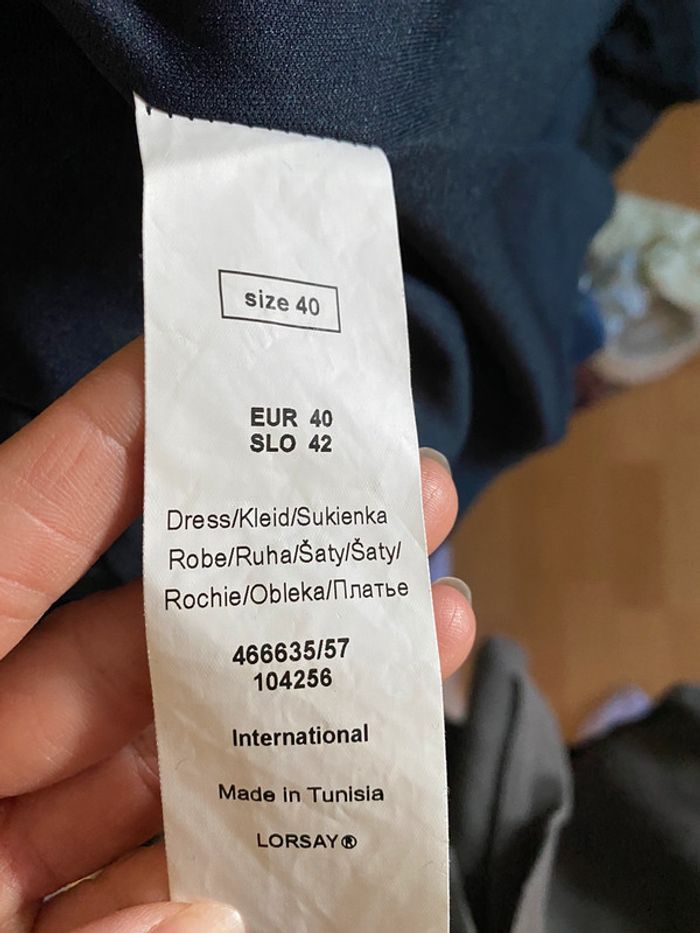 size 40
EUR 40
SLO 42
Dress/Kleid/Sukienka
Robe/Ruha/Šaty/Šaty/
Rochie/Obleka/Платье
466635/57
104256
International
Made in Tunisia
LORSAY®